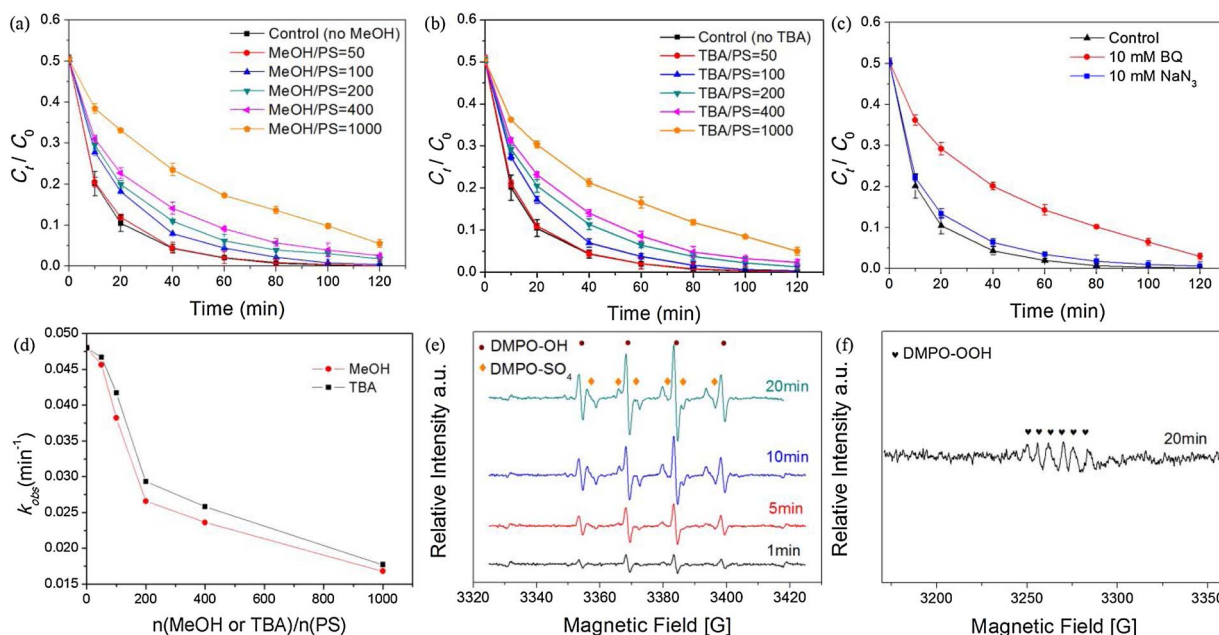 (a)
0.6
0.5
0.4
0.3
0.2
0.1
0.0
C_t / C_0
Control (no MeOH)
MeOH/PS=50
MeOH/PS=100
MeOH/PS=200
MeOH/PS=400
MeOH/PS=1000
0 20 40 60 80 100 120
Time (min)
(b)
0.6
0.5
0.4
0.3
0.2
0.1
0.0
C_t / C_0
Control (no TBA)
TBA/PS=50
TBA/PS=100
TBA/PS=200
TBA/PS=400
TBA/PS=1000
0 20 40 60 80 100 120
Time (min)
(c)
0.6
0.5
0.4
0.3
0.2
0.1
0.0
C_t / C_0
Control
10 mM BQ
10 mM NaN₃
0 20 40 60 80 100 120
Time (min)
(d)
0.050
0.045
0.040
0.035
0.030
0.025
0.020
0.015
k_obs(min⁻¹)
MeOH
TBA
0 200 400 600 800 1000
n(MeOH or TBA)/n(PS)
(e)
Relative Intensity a.u.
DMPO-OH
DMPO-SO₄
20min
10min
5min
1min
3320 3340 3360 3380 3400 3420
Magnetic Field [G]
(f)
Relative Intensity a.u.
DMPO-OOH
20min
3200 3250 3300 3350
Magnetic Field [G]